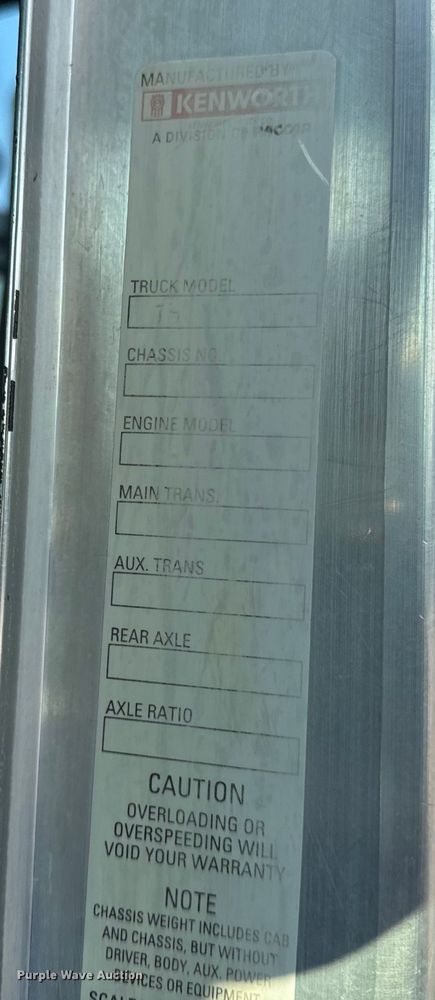 MANUFACTURED BY
KENWORTH
A DIVISION OF PACCAR
TRUCK MODEL
CHASSIS NO.
ENGINE MODEL
MAIN TRANS.
AUX. TRANS
REAR AXLE
AXLE RATIO
CAUTION
OVERLOADING OR
OVERSPEEDING WILL
VOID YOUR WARRANTY
NOTE
CHASSIS WEIGHT INCLUDES CAB
AND CHASSIS, BUT WITHOUT
DRIVER, BODY, AUX. POWER
Purple Wave Auction
OR EQUIPMENT